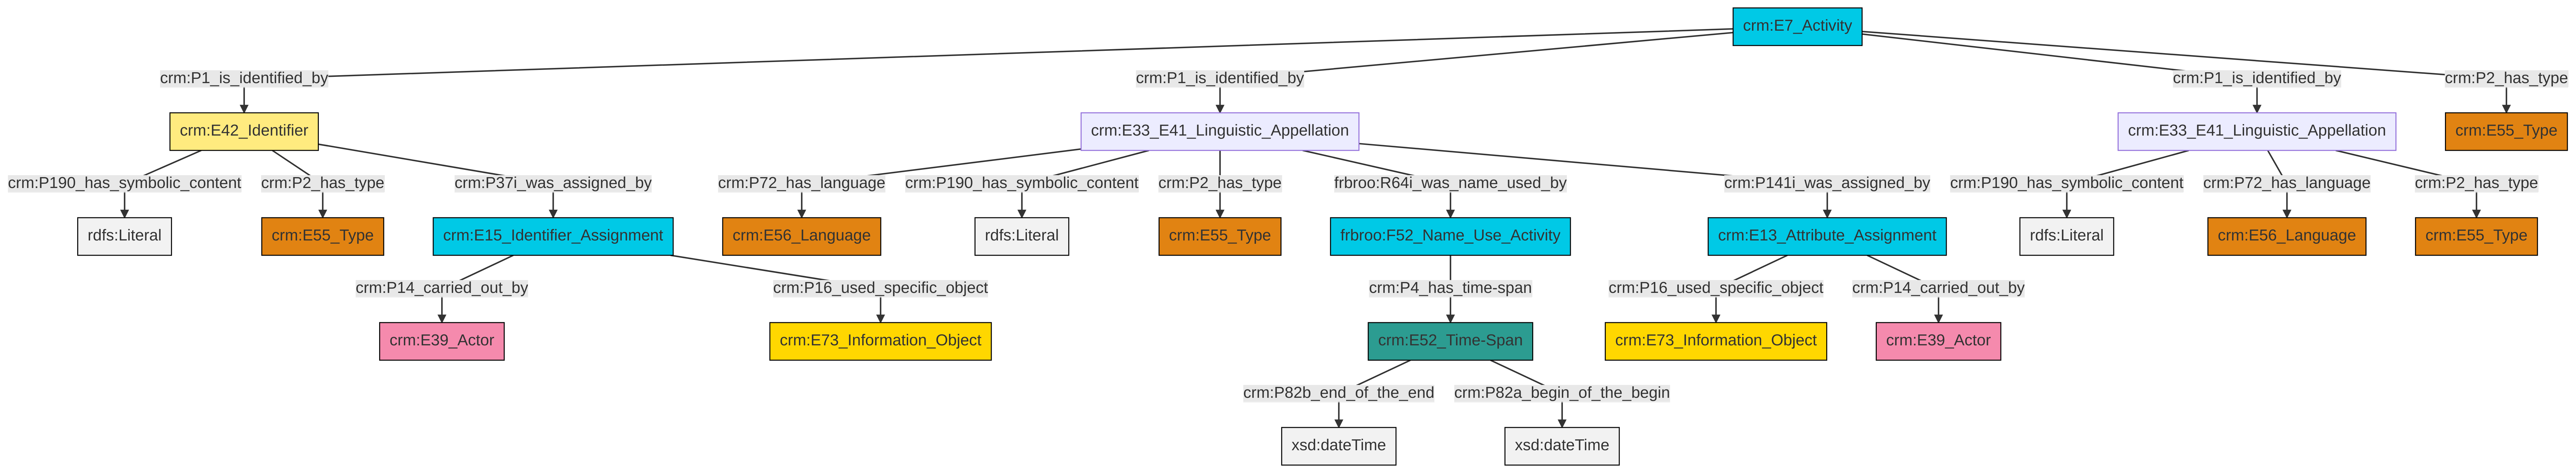 crm:E7_Activity
crm:P1_is_identified_by
crm:P1_is_identified_by
crm:P1_is_identified_by
crm:P2_has_type
crm:E42_Identifier
crm:E33_E41_Linguistic_Appellation
crm:E33_E41_Linguistic_Appellation
crm:E55_Type
crm:P190_has_symbolic_content
crm:P2_has_type
crm:P37i_was_assigned_by
crm:P72_has_language
crm:P190_has_symbolic_content
crm:P2_has_type
frbroo:R64i_was_name_used_by
crm:P141i_was_assigned_by
crm:P190_has_symbolic_content
crm:P72_has_language
crm:P2_has_type
rdfs:Literal
crm:E55_Type
crm:E15_Identifier_Assignment
crm:E56_Language
rdfs:Literal
crm:E55_Type
frbroo:F52_Name_Use_Activity
crm:E13_Attribute_Assignment
rdfs:Literal
crm:E56_Language
crm:E55_Type
crm:P14_carried_out_by
crm:P16_used_specific_object
crm:P4_has_time-span
crm:P16_used_specific_object
crm:P14_carried_out_by
crm:E39_Actor
crm:E73_Information_Object
crm:E52_Time-Span
crm:E73_Information_Object
crm:E39_Actor
crm:P82b_end_of_the_end
crm:P82a_begin_of_the_begin
xsd:dateTime
xsd:dateTime